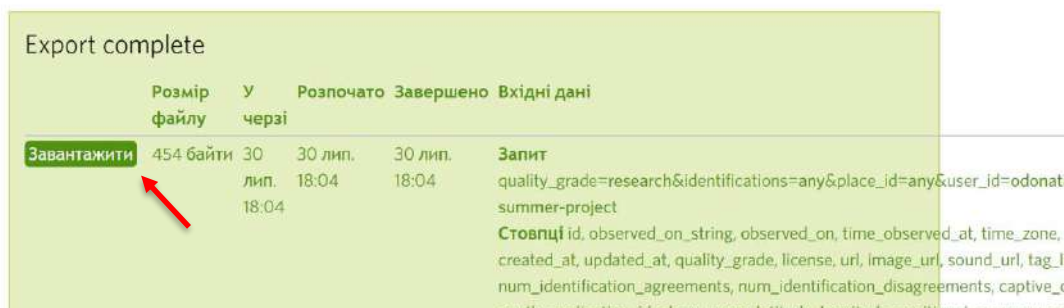 Export complete
Розмір файлу У черзі Розпочато Завершено Вхідні дані
Завантажити 454 байти 30 лип. 18:04 30 лип. 18:04 30 лип. 18:04 Запит
quality_grade=research&identifications=any&place_id=any&user_id=odonat
summer-project
Стовпці id, observed_on_string, observed_on, time_observed_at, time_zone,
created_at, updated_at, quality_grade, license, url, image_url, sound_url, tag_l
num_identification_agreements, num_identification_disagreements, captive_